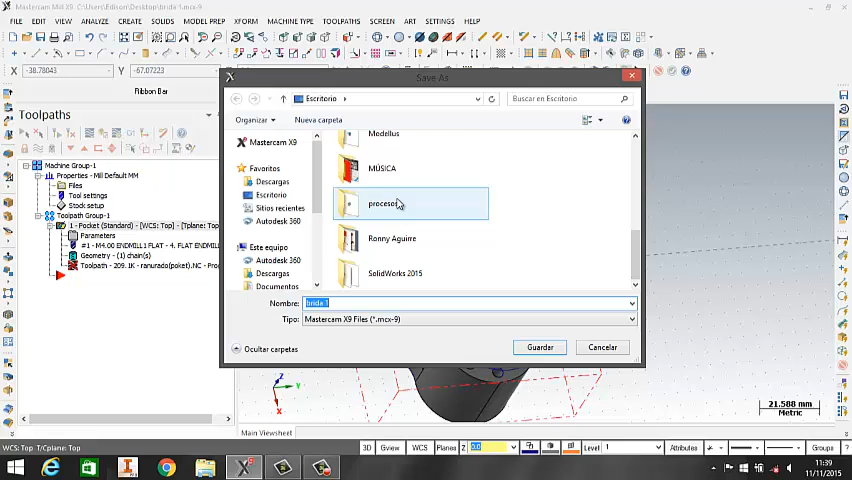 Mastercam Mill X9 C:\Users\Edison\Desktop\brida 1.mcx-9
FILE EDIT VIEW ANALYZE CREATE SOLIDS MODEL PREP XFORM MACHINE TYPE TOOLPATHS SCREEN ART SETTINGS HELP
-38.78043 -67.07223
Ribbon Bar
Toolpaths
Machine Group-1
Properties - Mill Default MM
Files
Tool settings
Stock setup
Toolpath Group-1
1 - Pocket (Standard) - [WCS: Top] - [Tplane: Top]
Parameters
#1 - M4.00 ENDMILL1 FLAT - 4. FLAT ENDM
Geometry - (1) chain(s)
Toolpath - 209.1K - ranurado(poket).NC - Prog
Save As
Escritorio
Buscar en Escritorio
Organizar
Nueva carpeta
Mastercam X9
Favoritos
Descargas
Escritorio
Sitios recientes
Autodesk 360
Este equipo
Autodesk 360
Descargas
Documentos
Modellus
MÚSICA
procesos
Ronny Aguirre
SolidWorks 2015
Nombre: brida 1
Tipo: Mastercam X9 Files (*.mcx-9)
Ocultar carpetas
Guardar
Cancelar
Y
X
21.588 mm
Metric
Main Viewsheet
WCS: Top T/Cplane: Top
3D Gview WCS Planes Z 0.0 Level 1 Attributes Groups
11:39
11/11/2015